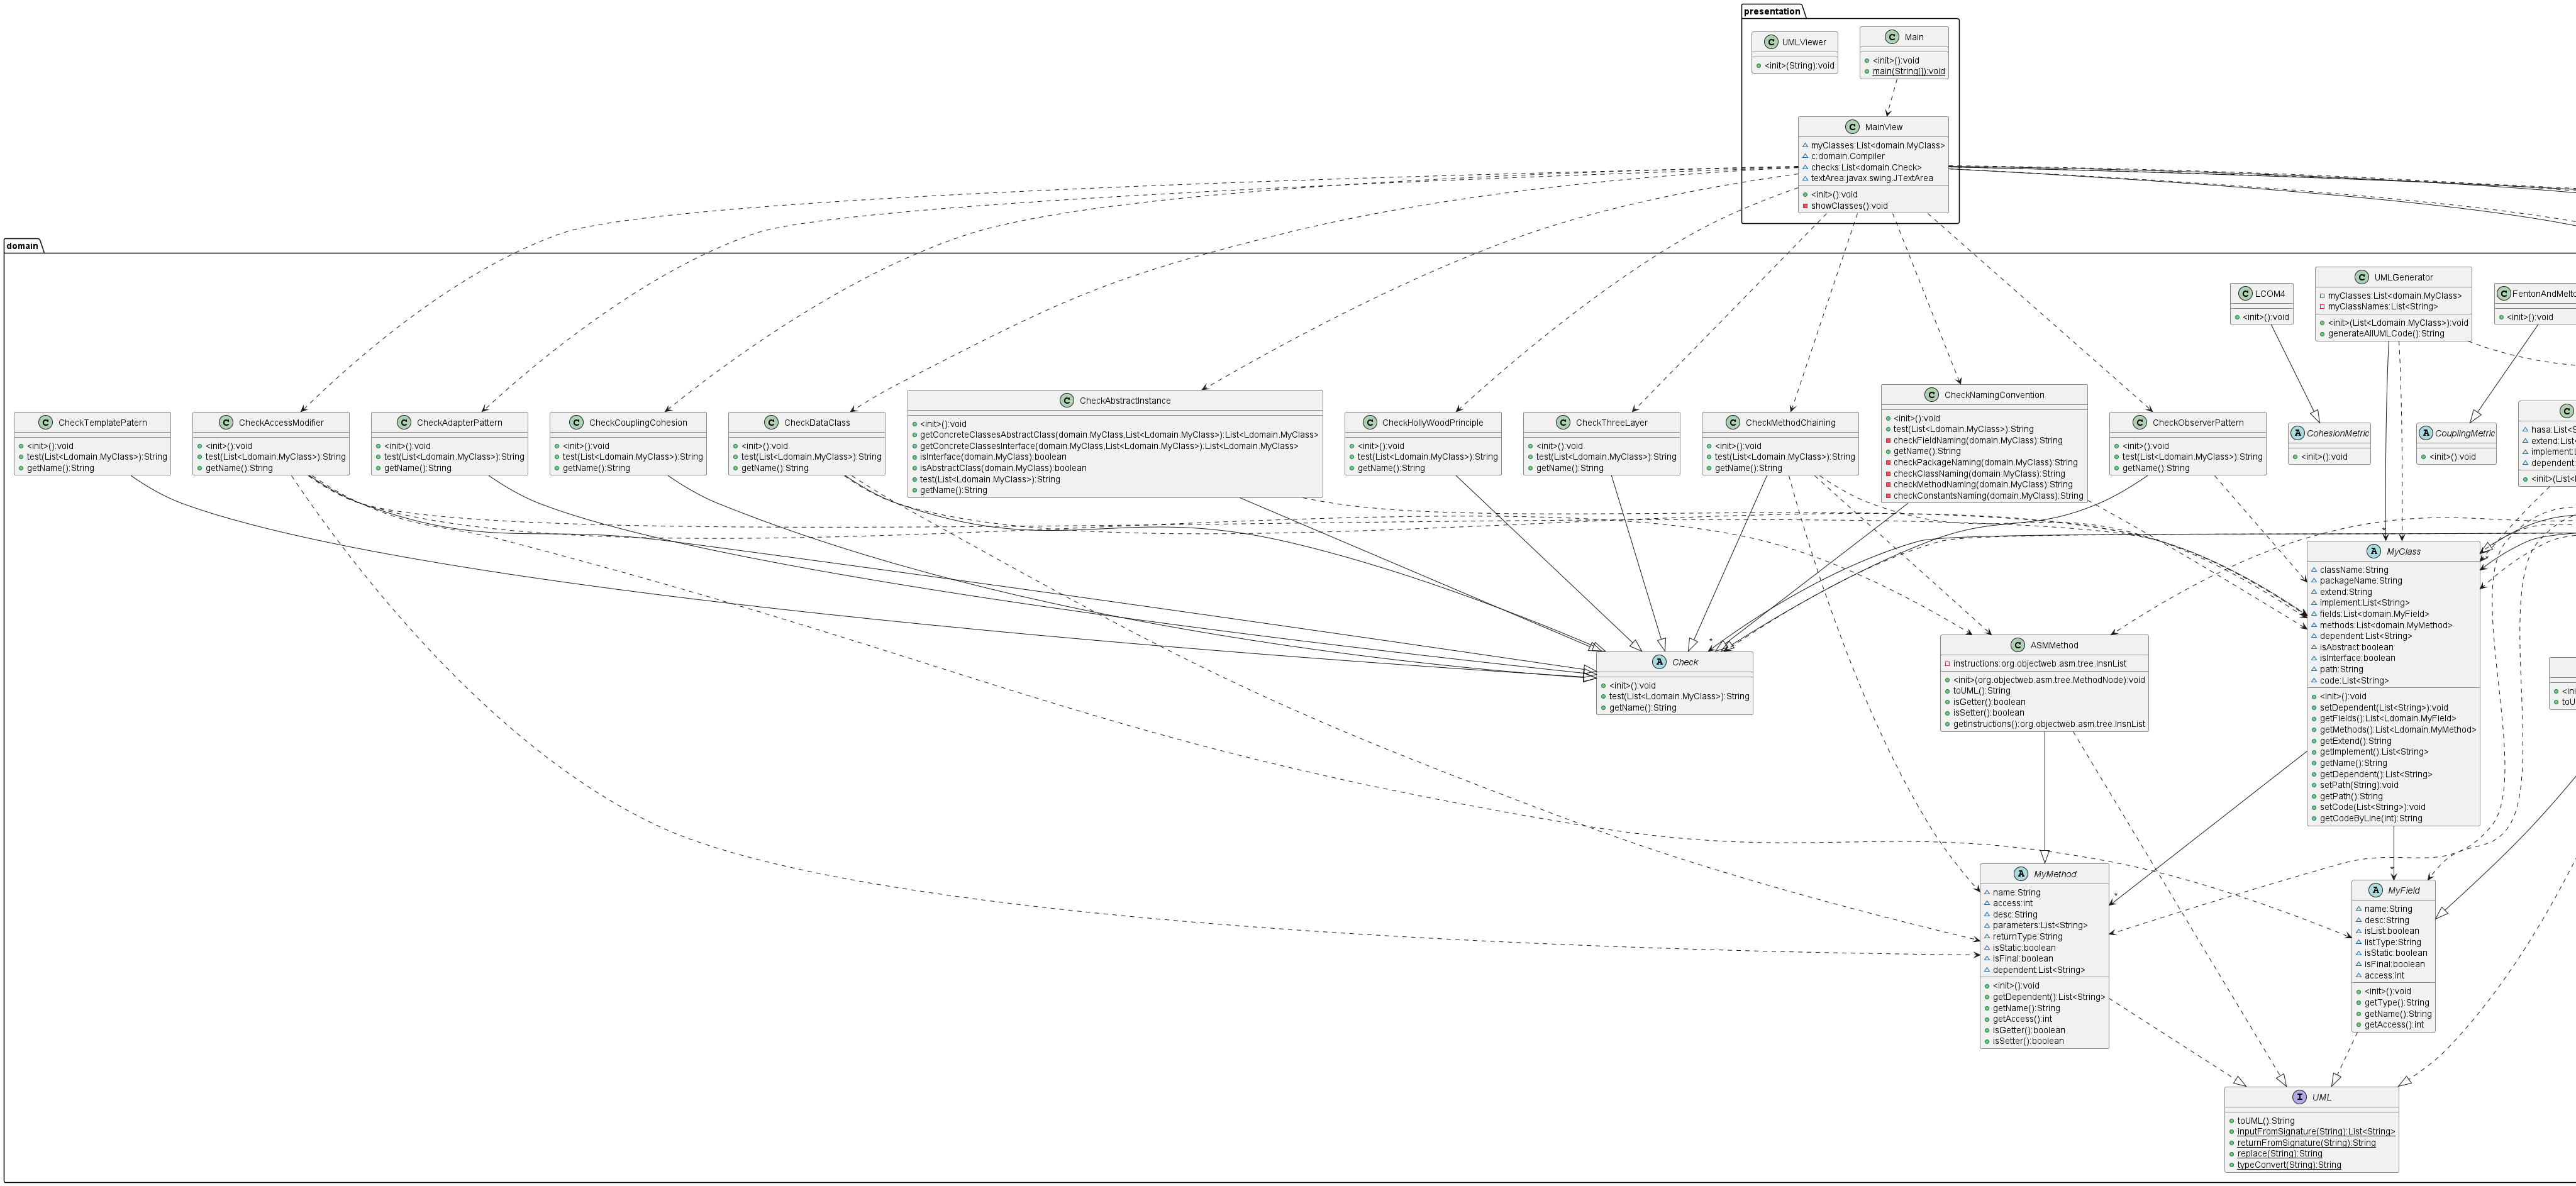 presentation
UMLViewer
<init>(String):void
Main
<init>():void
main(String[]):void
MainView
myClasses:List<domain.MyClass>
c:domain.Compiler
checks:List<domain.Check>
textArea:javax.swing.JTextArea
<init>():void
showClasses():void
domain
LCOM4
<init>():void
UMLGenerator
myClasses:List<domain.MyClass>
myClassNames:List<String>
<init>(List<Ldomain.MyClass>):void
generateAllUMLCode():String
<init>():void
CheckTemplatePatern
<init>():void
test(List<Ldomain.MyClass>):String
getName():String
CheckAccessModifier
<init>():void
test(List<Ldomain.MyClass>):String
getName():String
CheckAdapterPattern
<init>():void
test(List<Ldomain.MyClass>):String
getName():String
CheckCouplingCohesion
<init>():void
test(List<Ldomain.MyClass>):String
getName():String
CheckDataClass
<init>():void
test(List<Ldomain.MyClass>):String
getName():String
CheckAbstractInstance
<init>():void
getConcreteClassesAbstractClass(domain.MyClass,List<Ldomain.MyClass>):List<Ldomain.MyClass>
getConcreteClassesInterface(domain.MyClass,List<Ldomain.MyClass>):List<Ldomain.MyClass>
isInterface(domain.MyClass):boolean
isAbstractClass(domain.MyClass):boolean
test(List<Ldomain.MyClass>):String
getName():String
CheckHollyWoodPrinciple
<init>():void
test(List<Ldomain.MyClass>):String
getName():String
CheckThreeLayer
<init>():void
test(List<Ldomain.MyClass>):String
getName():String
CheckMethodChaining
<init>():void
test(List<Ldomain.MyClass>):String
getName():String
CheckNamingConvention
<init>():void
test(List<Ldomain.MyClass>):String
checkFieldNaming(domain.MyClass):String
getName():String
checkPackageNaming(domain.MyClass):String
checkClassNaming(domain.MyClass):String
checkMethodNaming(domain.MyClass):String
checkConstantsNaming(domain.MyClass):String
CheckObserverPattern
<init>():void
test(List<Ldomain.MyClass>):String
getName():String
CohesionMetric
<init>():void
CouplingMetric
<init>():void
Check
<init>():void
test(List<Ldomain.MyClass>):String
getName():String
ASMMethod
instructions:org.objectweb.asm.tree.InsnList
<init>(org.objectweb.asm.tree.MethodNode):void
toUML():String
isGetter():boolean
isSetter():boolean
getInstructions():org.objectweb.asm.tree.InsnList
MyClass
className:String
packageName:String
extend:String
implement:List<String>
fields:List<domain.MyField>
methods:List<domain.MyMethod>
dependent:List<String>
isAbstract:boolean
isInterface:boolean
path:String
code:List<String>
<init>():void
setDependent(List<String>):void
getFields():List<Ldomain.MyField>
getMethods():List<Ldomain.MyMethod>
getExtend():String
getImplement():List<String>
getName():String
getDependent():List<String>
setPath(String):void
getPath():String
setCode(List<String>):void
getCodeByLine(int):String
MyMethod
name:String
access:int
desc:String
parameters:List<String>
returnType:String
isStatic:boolean
isFinal:boolean
dependent:List<String>
<init>():void
getDependent():List<String>
getName():String
getAccess():int
isGetter():boolean
isSetter():boolean
MyField
name:String
desc:String
isList:boolean
listType:String
isStatic:boolean
isFinal:boolean
access:int
<init>():void
getType():String
getName():String
getAccess():int
UML
toUML():String
inputFromSignature(String):List<String>
returnFromSignature(String):String
replace(String):String
typeConvert(String):String